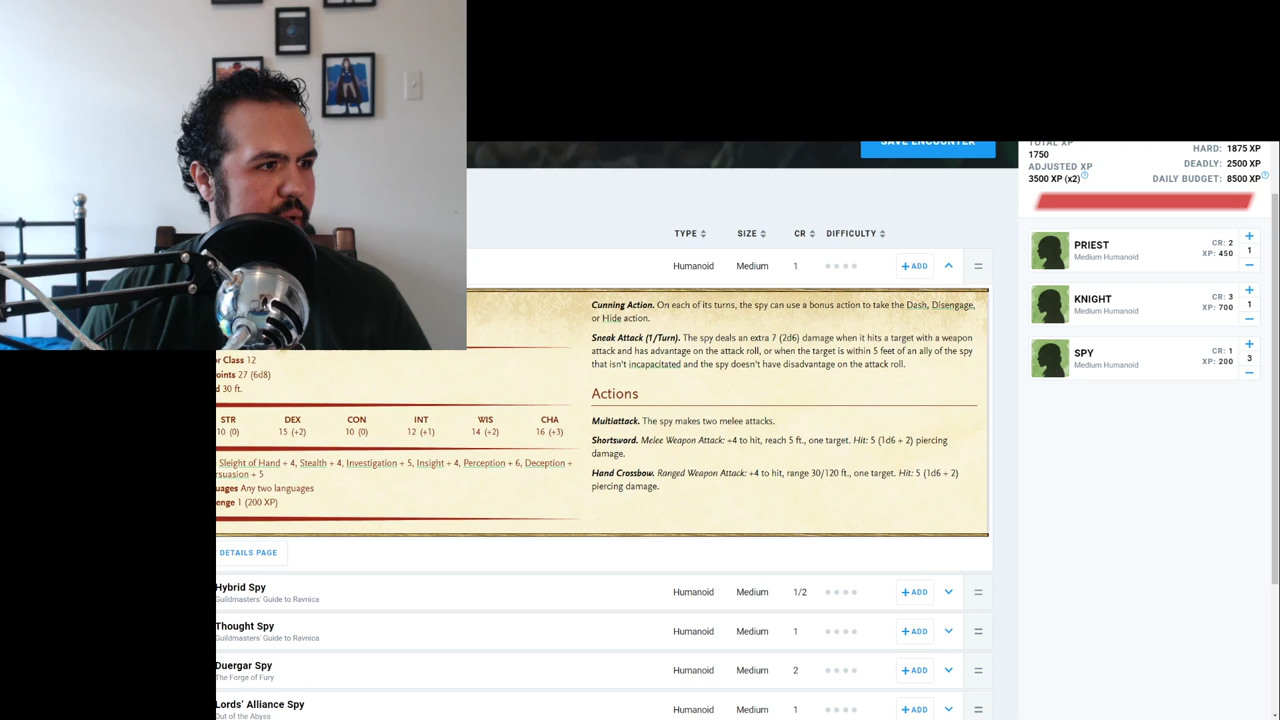 SAVE ENCOUNTER
TOTAL XP
1750
ADJUSTED XP
3500 XP (x2)
HARD: 1875 XP
DEADLY: 2500 XP
DAILY BUDGET: 8500 XP
TYPE SIZE CR DIFFICULTY
Humanoid Medium 1 + ADD
Cunning Action. On each of its turns, the spy can use a bonus action to take the Dash, Disengage,
or Hide action.
Sneak Attack (1/Turn). The spy deals an extra 7 (2d6) damage when it hits a target with a weapon
attack and has advantage on the attack roll, or when the target is within 5 feet of an ally of the spy
that isn't incapacitated and the spy doesn't have disadvantage on the attack roll.
Actions
Multiattack. The spy makes two melee attacks.
Shortsword. Melee Weapon Attack: +4 to hit, reach 5 ft., one target. Hit: 5 (1d6 + 2) piercing
damage.
Hand Crossbow. Ranged Weapon Attack: +4 to hit, range 30/120 ft., one target. Hit: 5 (1d6 + 2)
piercing damage.
or Class 12
oints 27 (6d8)
d 30 ft.
STR DEX CON INT WIS CHA
10 (0) 15 (+2) 10 (0) 12 (+1) 14 (+2) 16 (+3)
Sleight of Hand + 4, Stealth + 4, Investigation + 5, Insight + 4, Perception + 6, Deception +
rsuasion + 5
uages Any two languages
enge 1 (200 XP)
DETAILS PAGE
Hybrid Spy
Guildmasters' Guide to Ravnica
Humanoid Medium 1/2 + ADD
Thought Spy
Guildmasters' Guide to Ravnica
Humanoid Medium 1 + ADD
Duergar Spy
The Forge of Fury
Humanoid Medium 2 + ADD
Lords' Alliance Spy
Out of the Abyss
Humanoid Medium 1 + ADD
PRIEST
Medium Humanoid
CR: 2
XP: 450
+
1
−
KNIGHT
Medium Humanoid
CR: 3
XP: 700
+
1
−
SPY
Medium Humanoid
CR: 1
XP: 200
+
3
−